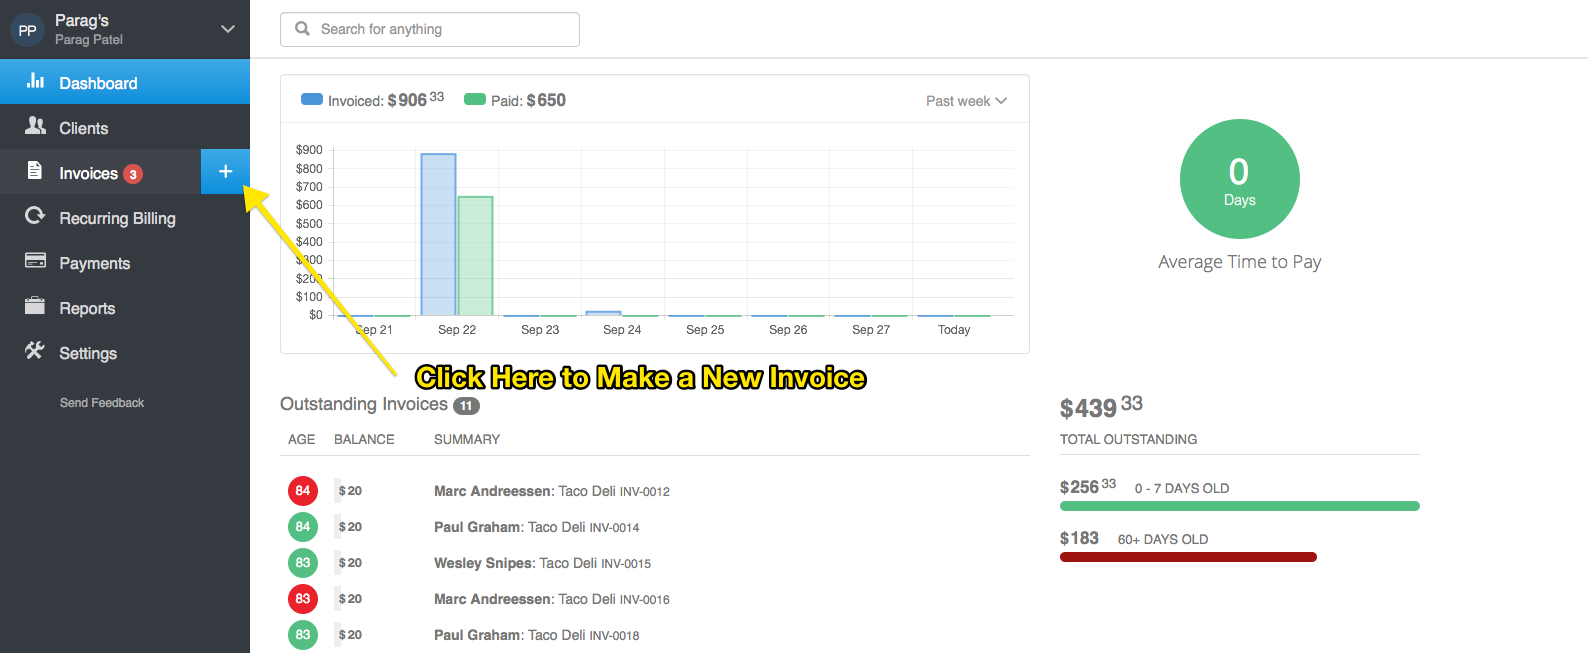 PP
Parag's
Parag Patel
Dashboard
Clients
Invoices 3 +
Recurring Billing
Payments
Reports
Settings
Send Feedback
Search for anything
Invoiced: $906 33 Paid: $650 Past week
$900
$800
$700
$600
$500
$400
$300
$200
$100
$0
Sep 21 Sep 22 Sep 23 Sep 24 Sep 25 Sep 26 Sep 27 Today
0
Days
Average Time to Pay
Click Here to Make a New Invoice
Outstanding Invoices 11
AGE BALANCE SUMMARY
84 $20 Marc Andreessen: Taco Deli INV-0012
84 $20 Paul Graham: Taco Deli INV-0014
83 $20 Wesley Snipes: Taco Deli INV-0015
83 $20 Marc Andreessen: Taco Deli INV-0016
83 $20 Paul Graham: Taco Deli INV-0018
$439 33
TOTAL OUTSTANDING
$256 33 0 - 7 DAYS OLD
$183 60+ DAYS OLD